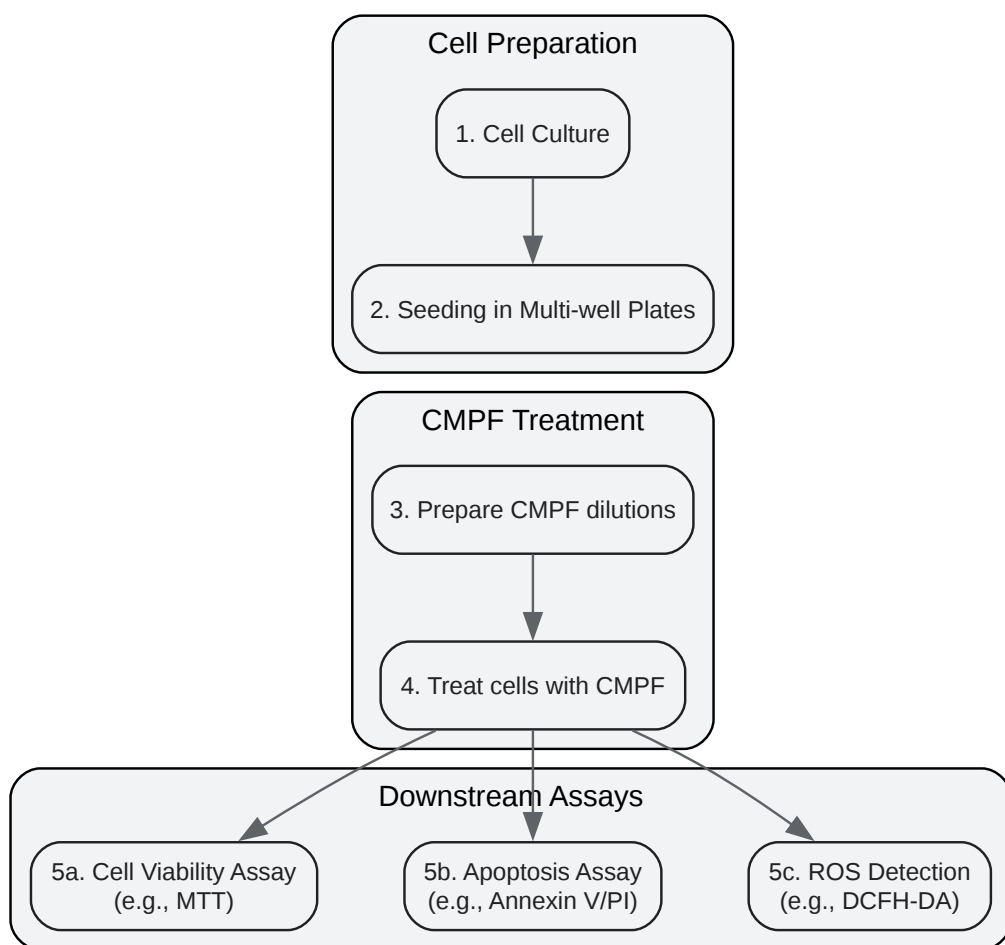 Cell Preparation
1. Cell Culture
2. Seeding in Multi-well Plates
CMPF Treatment
3. Prepare CMPF dilutions
4. Treat cells with CMPF
Downstream Assays
5a. Cell Viability Assay
(e.g., MTT)
5b. Apoptosis Assay
(e.g., Annexin V/PI)
5c. ROS Detection
(e.g., DCFH-DA)